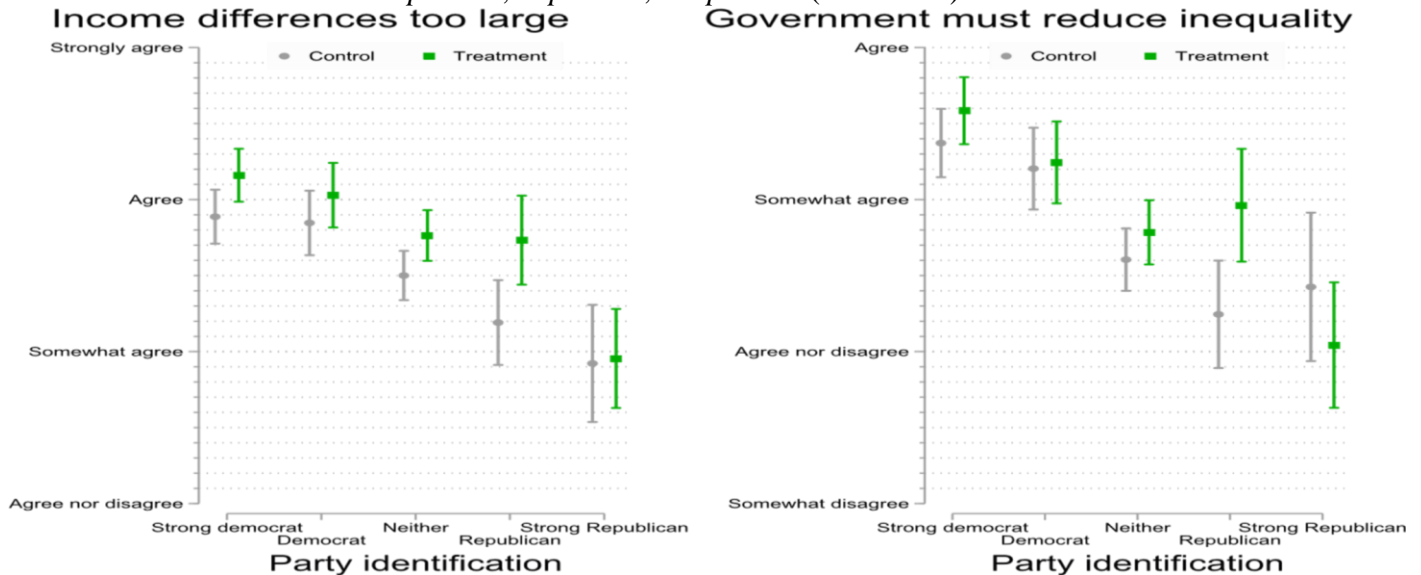 Income differences too large
Strongly agree
Control
Treatment
Agree
Somewhat agree
Agree nor disagree
Strong democrat
Democrat
Neither
Republican
Strong Republican
Party identification
Government must reduce inequality
Agree
Control
Treatment
Somewhat agree
Agree nor disagree
Somewhat disagree
Strong democrat
Democrat
Neither
Republican
Strong Republican
Party identification